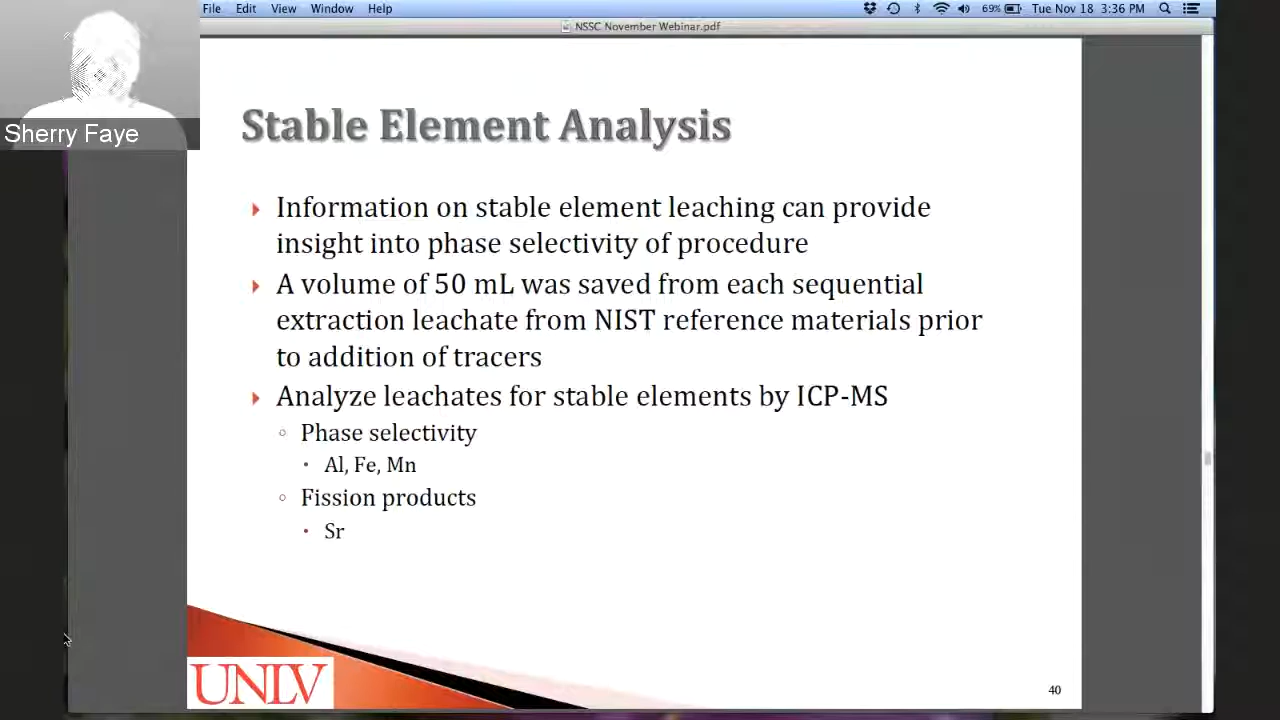 File Edit View Window Help
69% Tue Nov 18 3:36 PM
NSSC November Webinar.pdf
Sherry Faye
Stable Element Analysis
Information on stable element leaching can provide
insight into phase selectivity of procedure
A volume of 50 mL was saved from each sequential
extraction leachate from NIST reference materials prior
to addition of tracers
Analyze leachates for stable elements by ICP-MS
Phase selectivity
Al, Fe, Mn
Fission products
Sr
UNLV
40